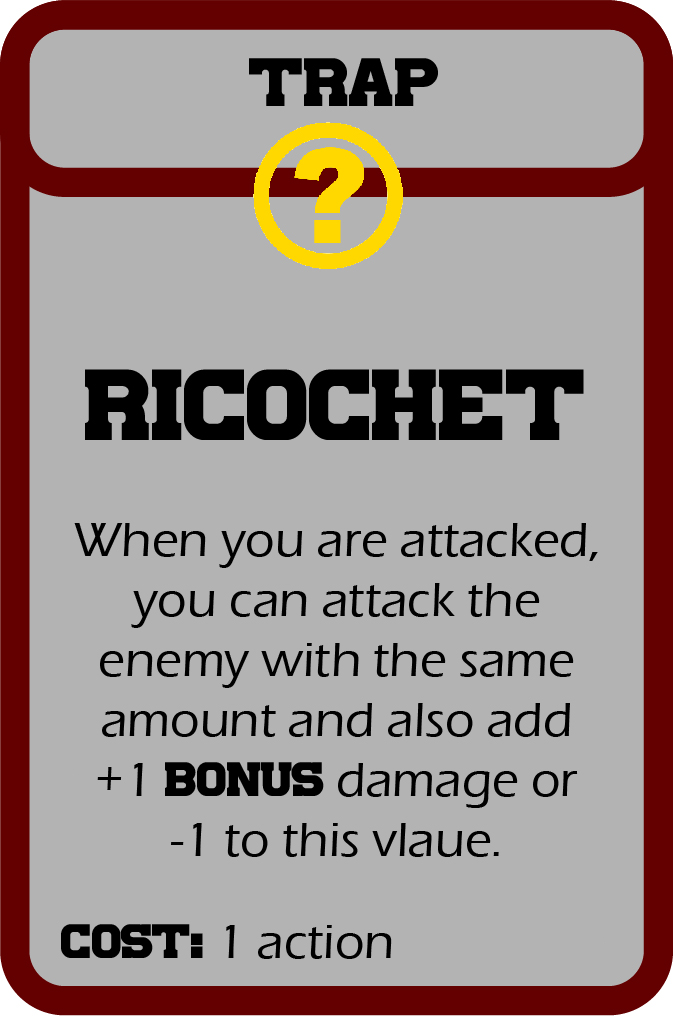 TRAP
?
RICOCHET
When you are attacked,
you can attack the
enemy with the same
amount and also add
+1 BONUS damage or
-1 to this vlaue.
COST: 1 action